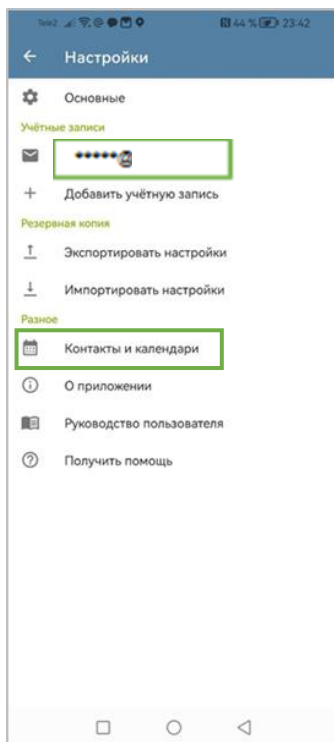 Tele2 44 % 23:42
Настройки
Основные
Учётные записи
*****@
Добавить учётную запись
Резервная копия
Экспортировать настройки
Импортировать настройки
Разное
Контакты и календари
О приложении
Руководство пользователя
Получить помощь